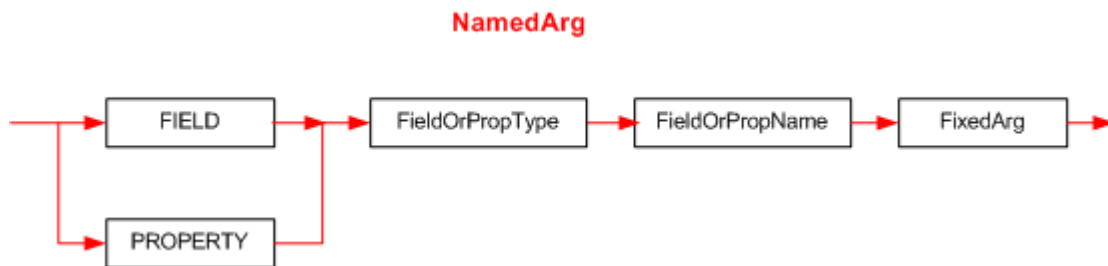 NamedArg
FIELD
FieldOrPropType
FieldOrPropName
FixedArg
PROPERTY